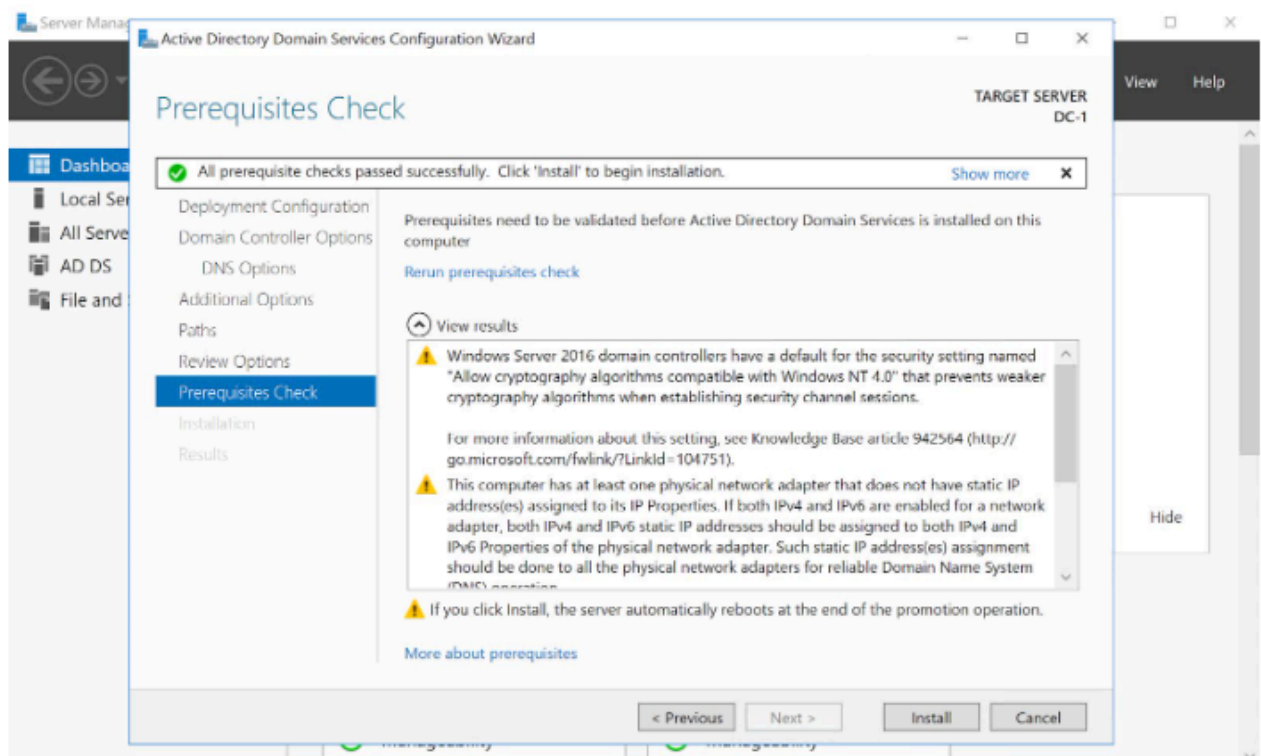 Server Manag
Active Directory Domain Services Configuration Wizard
View Help
Prerequisites Check
TARGET SERVER
DC-1
All prerequisite checks passed successfully. Click 'Install' to begin installation.
Show more
Dashboa
Local Ser
All Serve
AD DS
File and
Deployment Configuration
Domain Controller Options
DNS Options
Additional Options
Paths
Review Options
Prerequisites Check
Installation
Results
Prerequisites need to be validated before Active Directory Domain Services is installed on this
computer
Rerun prerequisites check
View results
Windows Server 2016 domain controllers have a default for the security setting named
"Allow cryptography algorithms compatible with Windows NT 4.0" that prevents weaker
cryptography algorithms when establishing security channel sessions.
For more information about this setting, see Knowledge Base article 942564 (http://
go.microsoft.com/fwlink/?LinkId=104751).
This computer has at least one physical network adapter that does not have static IP
address(es) assigned to its IP Properties. If both IPv4 and IPv6 are enabled for a network
adapter, both IPv4 and IPv6 static IP addresses should be assigned to both IPv4 and
IPv6 Properties of the physical network adapter. Such static IP address(es) assignment
should be done to all the physical network adapters for reliable Domain Name System
(DNS) operation
If you click Install, the server automatically reboots at the end of the promotion operation.
More about prerequisites
Hide
< Previous
Next >
Install
Cancel
manageability
manageability